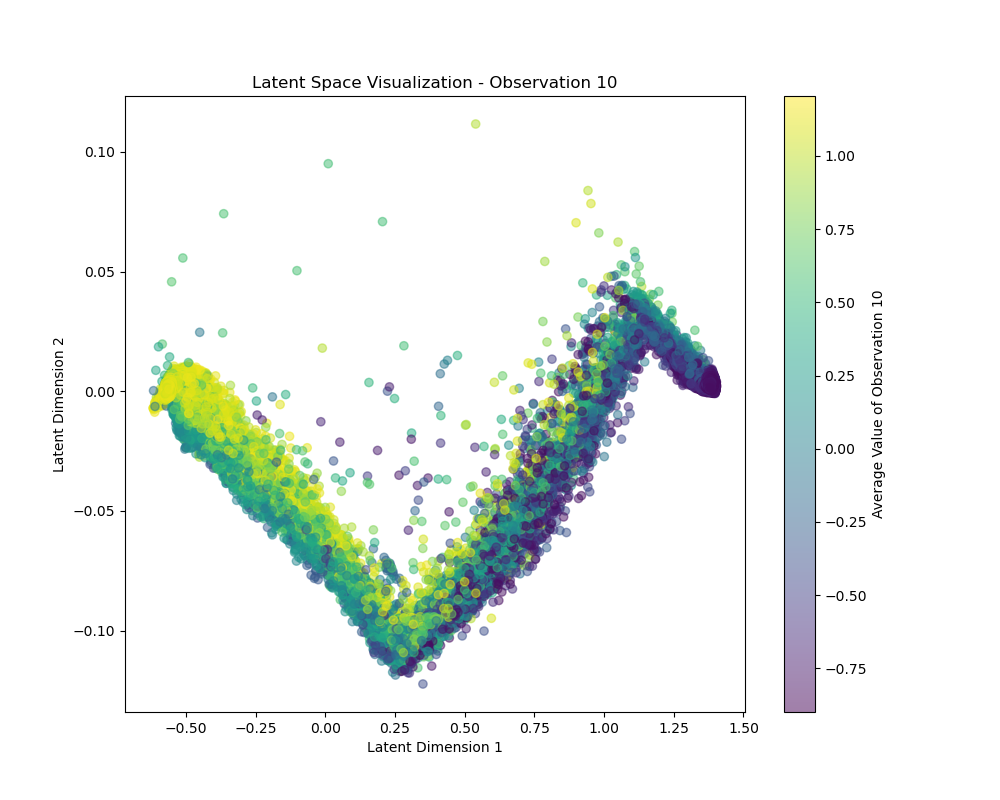 Latent Space Visualization - Observation 10
0.10
0.05
0.00
−0.05
−0.10
Latent Dimension 2
−0.50 −0.25 0.00 0.25 0.50 0.75 1.00 1.25 1.50
Latent Dimension 1
1.00
0.75
0.50
0.25
0.00
−0.25
−0.50
−0.75
Average Value of Observation 10